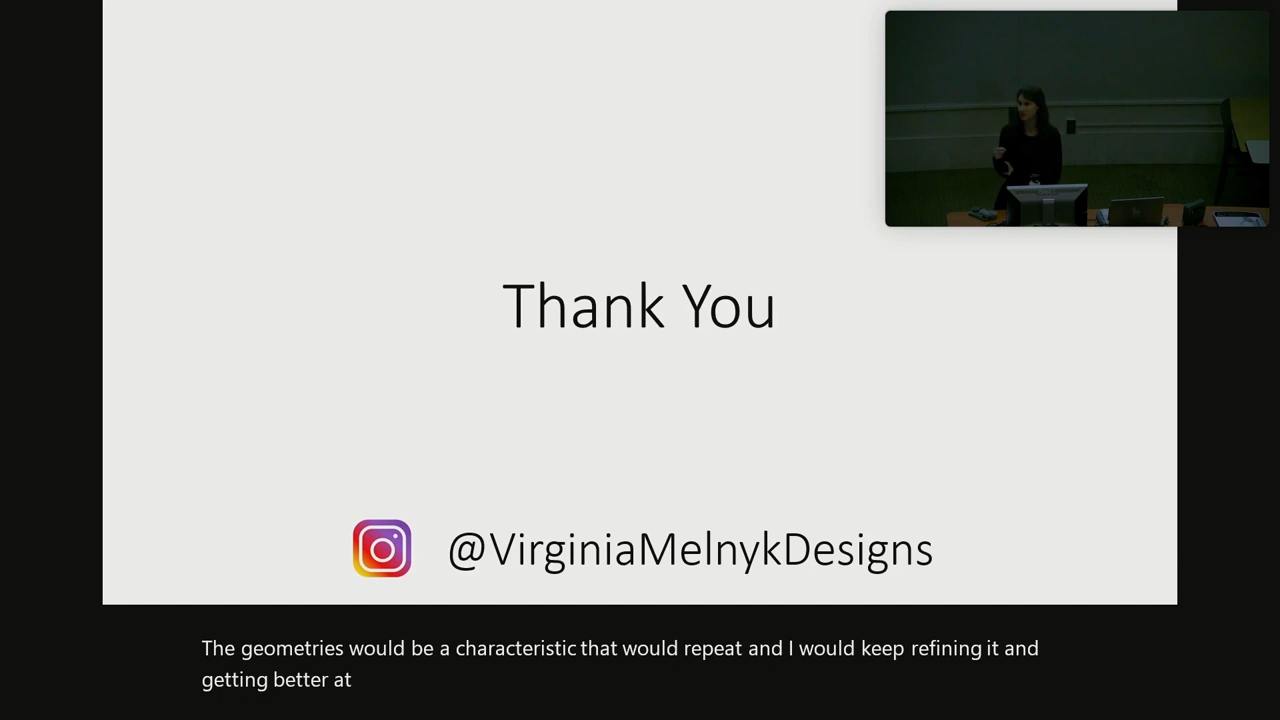 Thank You
@VirginiaMelnykDesigns
The geometries would be a characteristic that would repeat and I would keep refining it and
getting better at